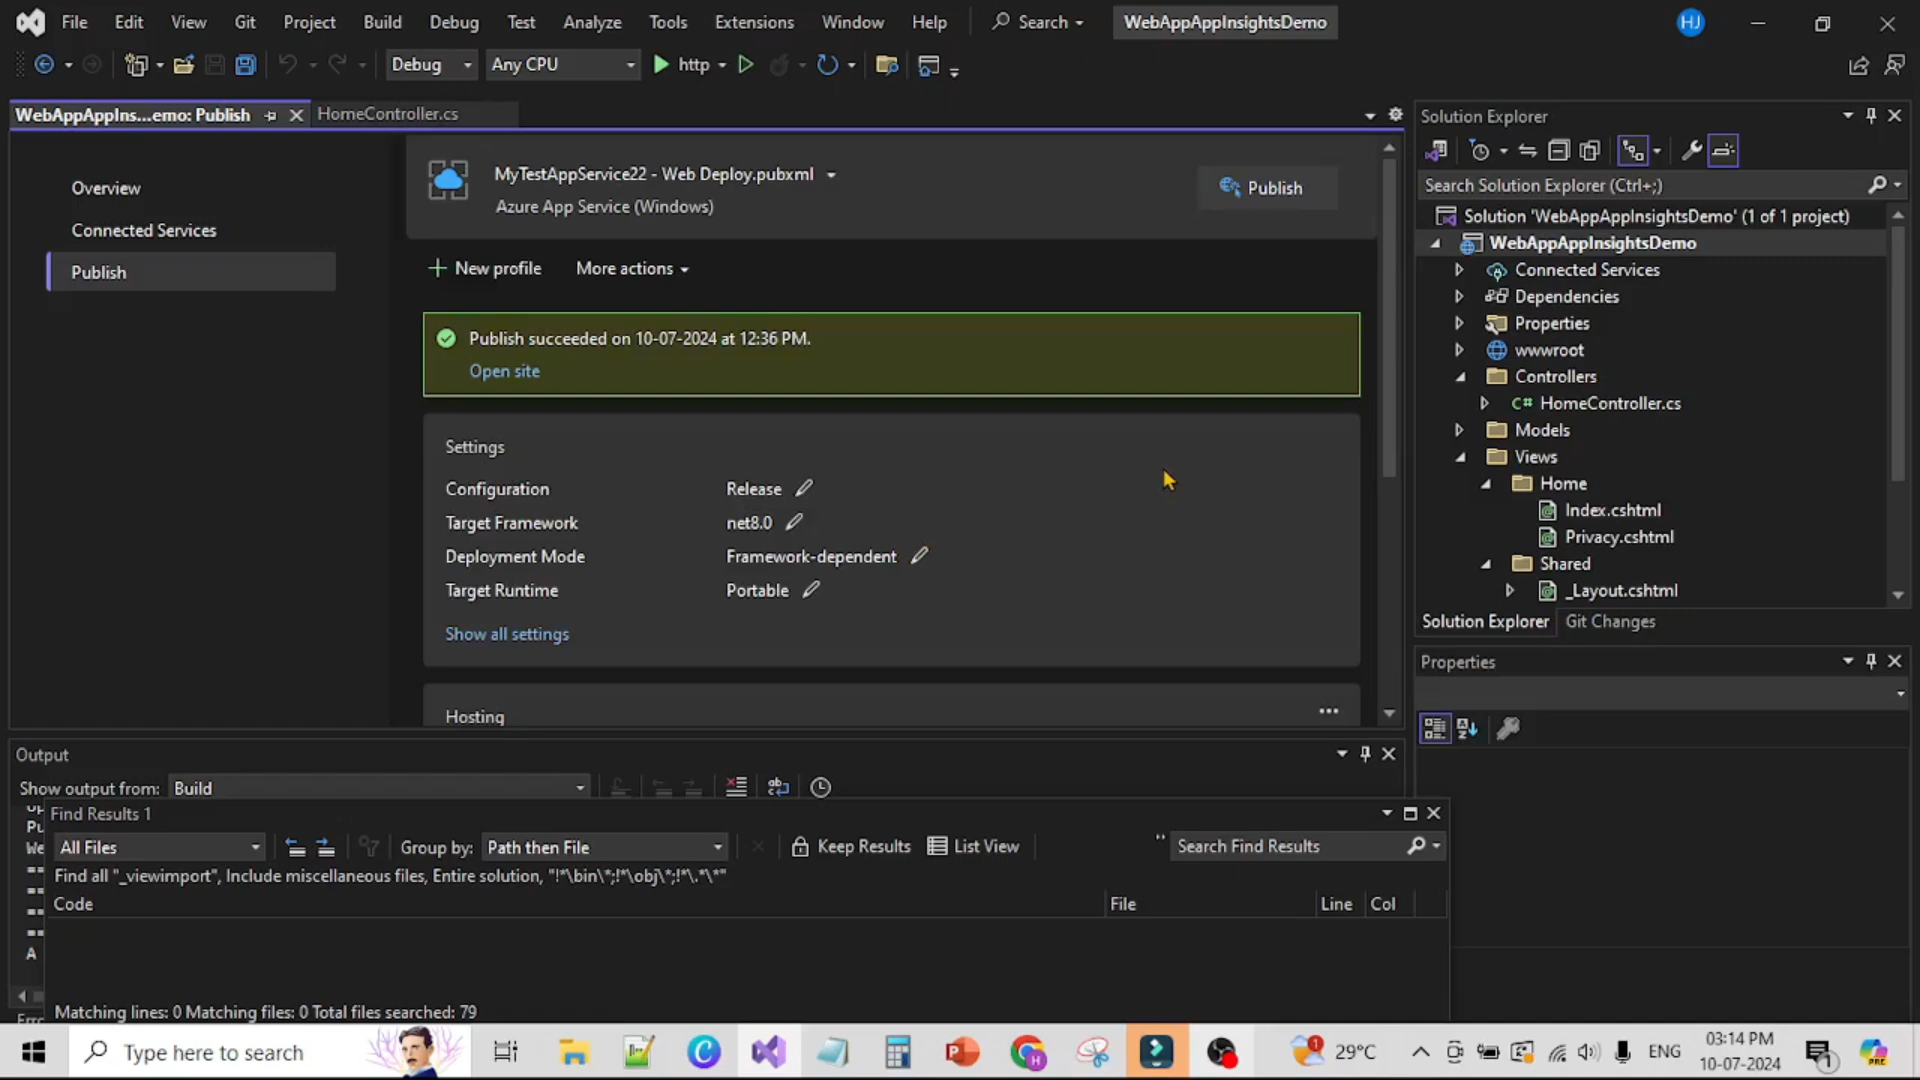 File Edit View Git Project Build Debug Test Analyze Tools Extensions Window Help Search WebAppAppInsightsDemo HJ
Debug Any CPU http
WebAppAppIns...emo: Publish HomeController.cs
Overview
Connected Services
Publish
MyTestAppService22 - Web Deploy.pubxml
Azure App Service (Windows)
Publish
New profile More actions
Publish succeeded on 10-07-2024 at 12:36 PM.
Open site
Settings
Configuration Release
Target Framework net8.0
Deployment Mode Framework-dependent
Target Runtime Portable
Show all settings
Hosting
Solution Explorer
Search Solution Explorer (Ctrl+;)
Solution 'WebAppAppInsightsDemo' (1 of 1 project)
WebAppAppInsightsDemo
Connected Services
Dependencies
Properties
wwwroot
Controllers
C# HomeController.cs
Models
Views
Home
Index.cshtml
Privacy.cshtml
Shared
_Layout.cshtml
Solution Explorer Git Changes
Properties
Output
Show output from: Build
Find Results 1
All Files Group by: Path then File Keep Results List View Search Find Results
Find all "_viewimport", Include miscellaneous files, Entire solution, "!*\bin\*;!*\obj\*;!*\.*\*"
Code File Line Col
Matching lines: 0 Matching files: 0 Total files searched: 79
Type here to search
29°C ENG 03:14 PM
10-07-2024